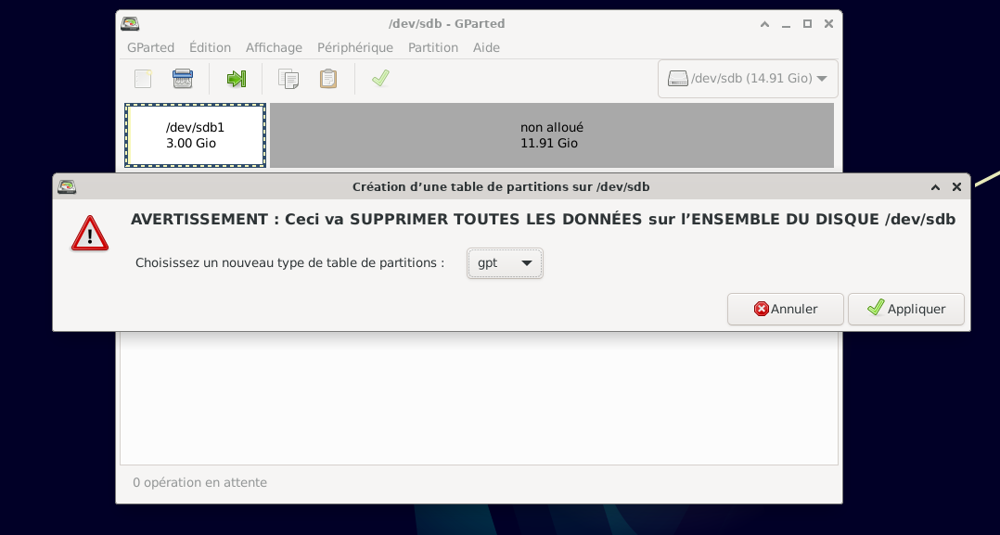 /dev/sdb - GParted
GParted Édition Affichage Périphérique Partition Aide
/dev/sdb (14.91 Gio)
/dev/sdb1
3.00 Gio
non alloué
11.91 Gio
Création d’une table de partitions sur /dev/sdb
AVERTISSEMENT : Ceci va SUPPRIMER TOUTES LES DONNÉES sur l’ENSEMBLE DU DISQUE /dev/sdb
Choisissez un nouveau type de table de partitions : gpt
Annuler Appliquer
0 opération en attente